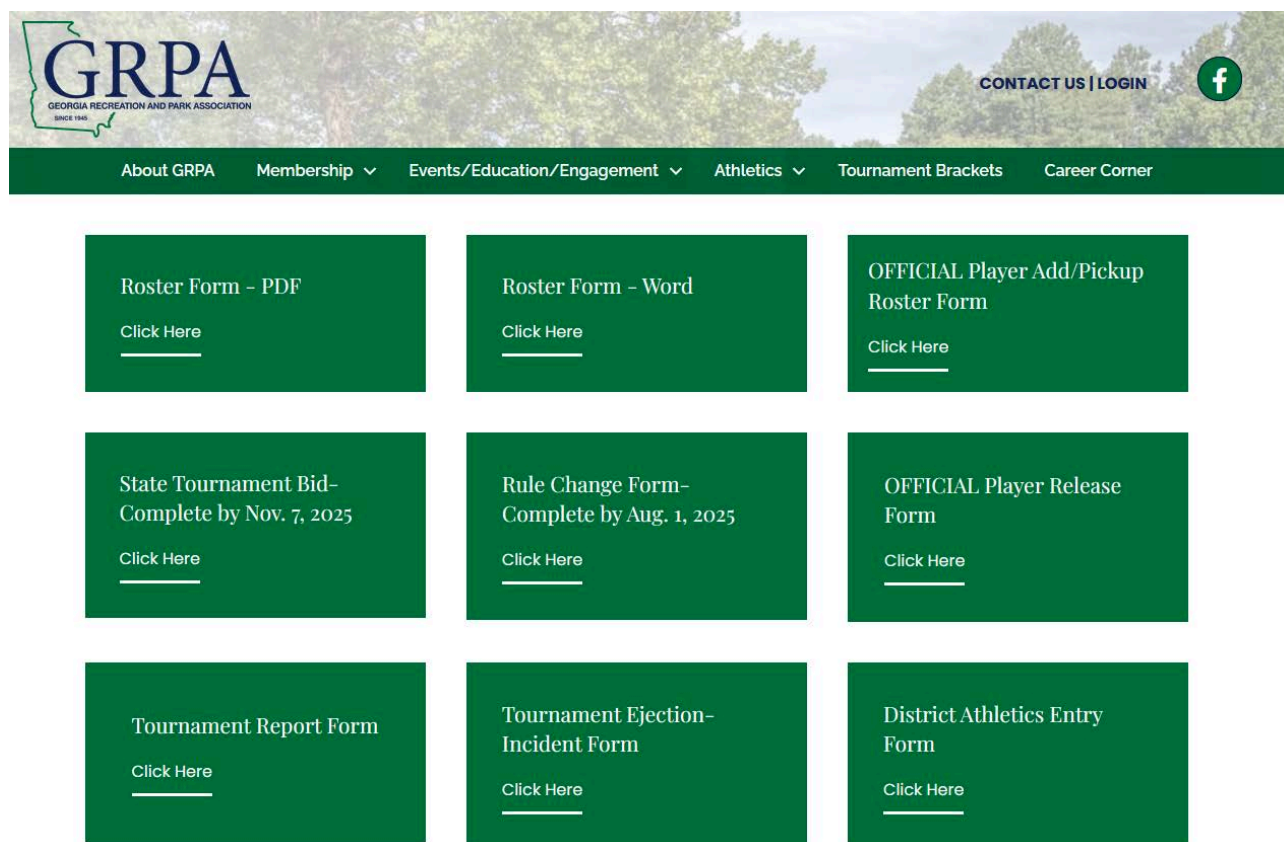 GRPA
GEORGIA RECREATION AND PARK ASSOCIATION
SINCE 1945
CONTACT US | LOGIN
f
About GRPA Membership Events/Education/Engagement Athletics Tournament Brackets Career Corner
Roster Form - PDF
Click Here
Roster Form - Word
Click Here
OFFICIAL Player Add/Pickup
Roster Form
Click Here
State Tournament Bid-
Complete by Nov. 7, 2025
Click Here
Rule Change Form-
Complete by Aug. 1, 2025
Click Here
OFFICIAL Player Release
Form
Click Here
Tournament Report Form
Click Here
Tournament Ejection-
Incident Form
Click Here
District Athletics Entry
Form
Click Here